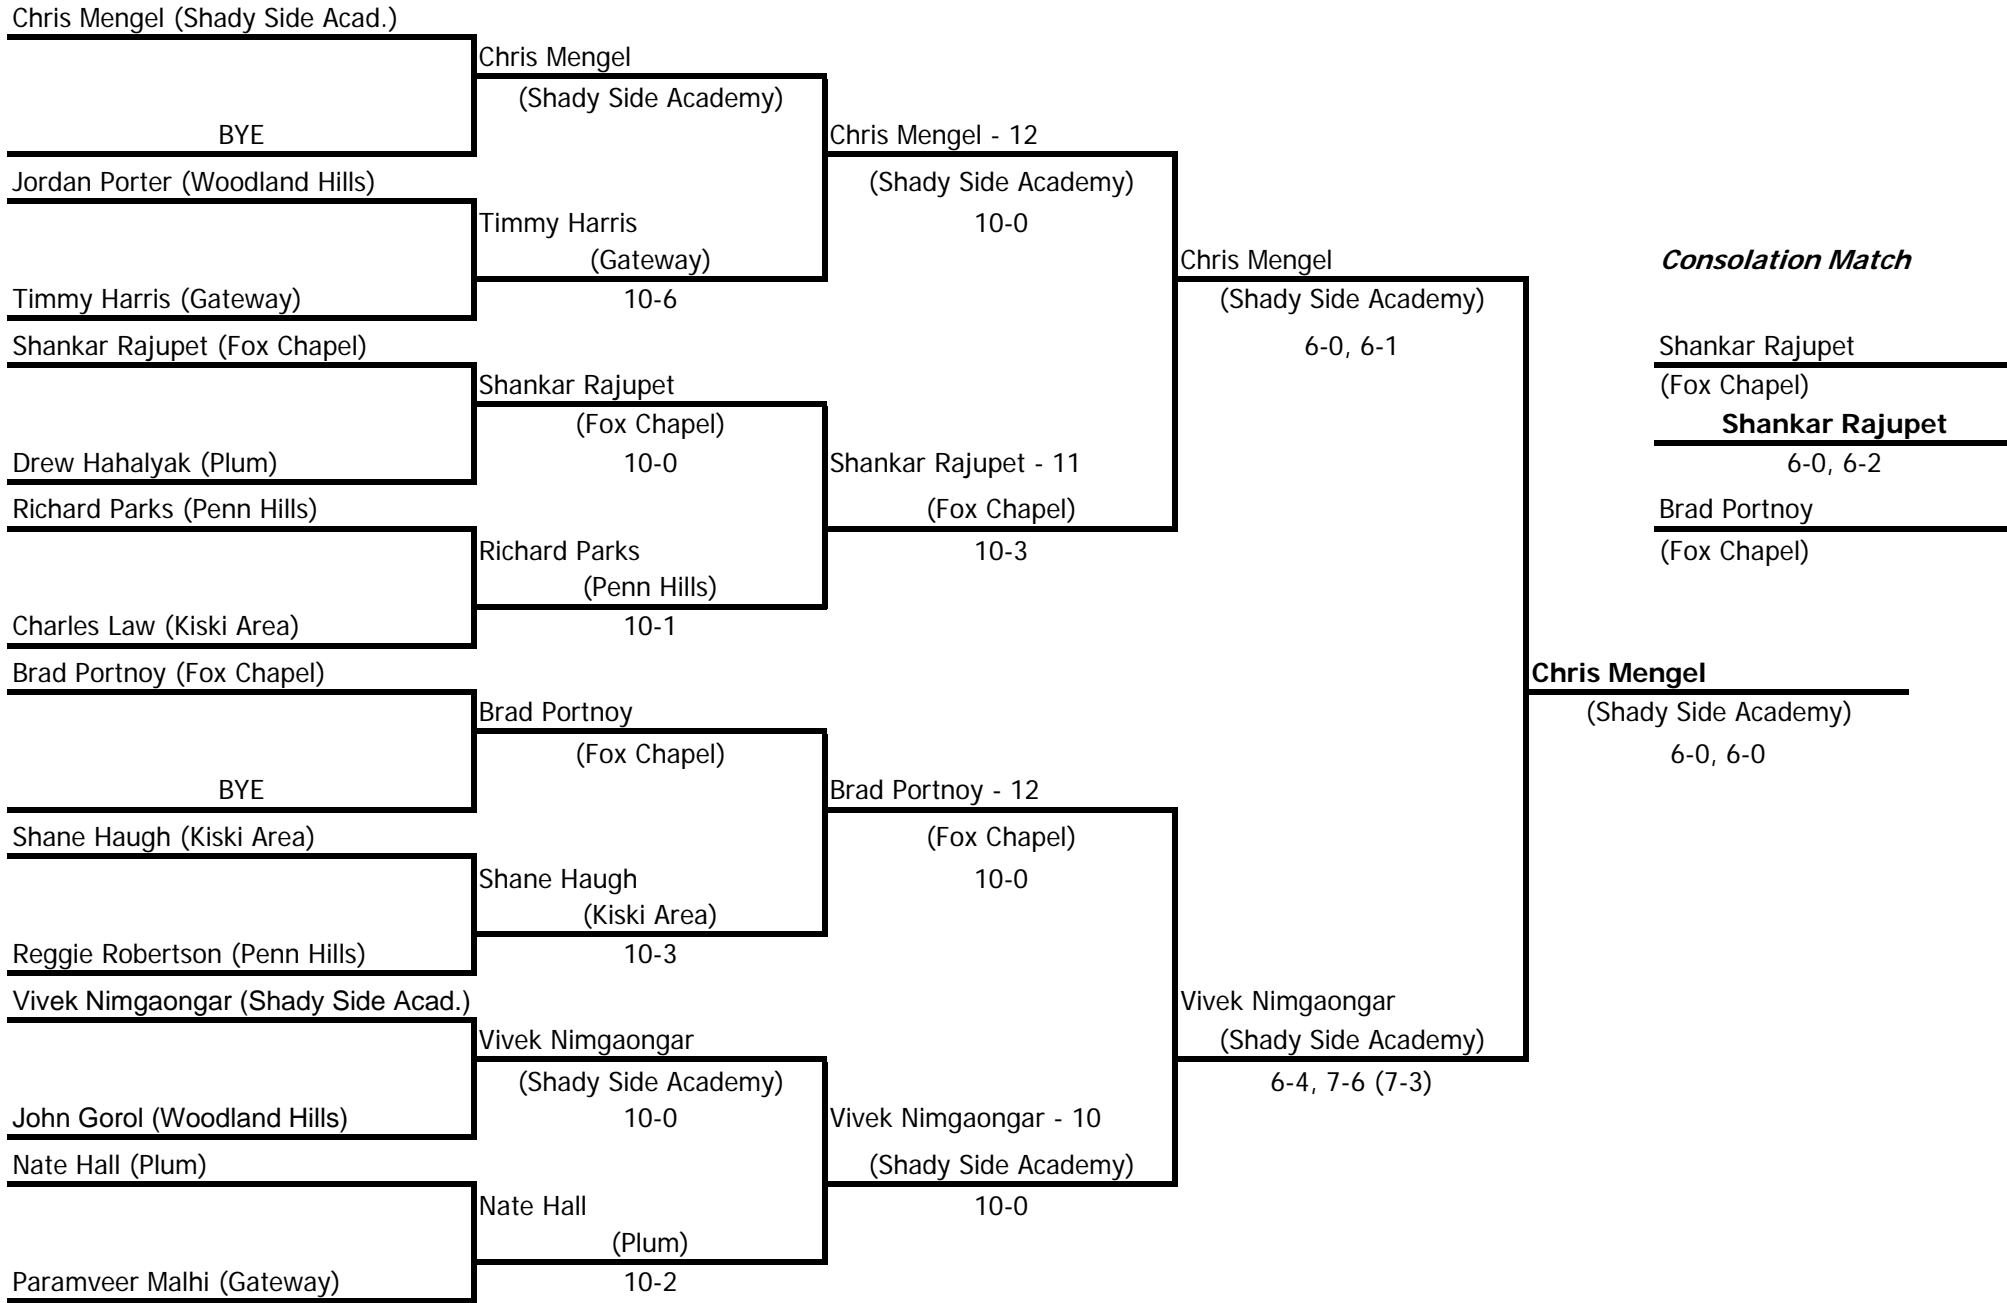 Chris Mengel (Shady Side Acad.)
BYE
Jordan Porter (Woodland Hills)
Timmy Harris (Gateway)
Shankar Rajupet (Fox Chapel)
Drew Hahalyak (Plum)
Richard Parks (Penn Hills)
Charles Law (Kiski Area)
Brad Portnoy (Fox Chapel)
BYE
Shane Haugh (Kiski Area)
Reggie Robertson (Penn Hills)
Vivek Nimgaongar (Shady Side Acad.)
John Gorol (Woodland Hills)
Nate Hall (Plum)
Paramveer Malhi (Gateway)
Chris Mengel
(Shady Side Academy)
Timmy Harris
(Gateway)
10-6
Shankar Rajupet
(Fox Chapel)
10-0
Richard Parks
(Penn Hills)
10-1
Brad Portnoy
(Fox Chapel)
Shane Haugh
(Kiski Area)
10-3
Vivek Nimgaongar
(Shady Side Academy)
10-0
Nate Hall
(Plum)
10-2
Chris Mengel - 12
(Shady Side Academy)
10-0
Shankar Rajupet - 11
(Fox Chapel)
10-3
Brad Portnoy - 12
(Fox Chapel)
10-0
Vivek Nimgaongar - 10
(Shady Side Academy)
10-0
Chris Mengel
(Shady Side Academy)
6-0, 6-1
Vivek Nimgaongar
(Shady Side Academy)
6-4, 7-6 (7-3)
Chris Mengel
(Shady Side Academy)
6-0, 6-0
Consolation Match
Shankar Rajupet
(Fox Chapel)
Shankar Rajupet
6-0, 6-2
Brad Portnoy
(Fox Chapel)